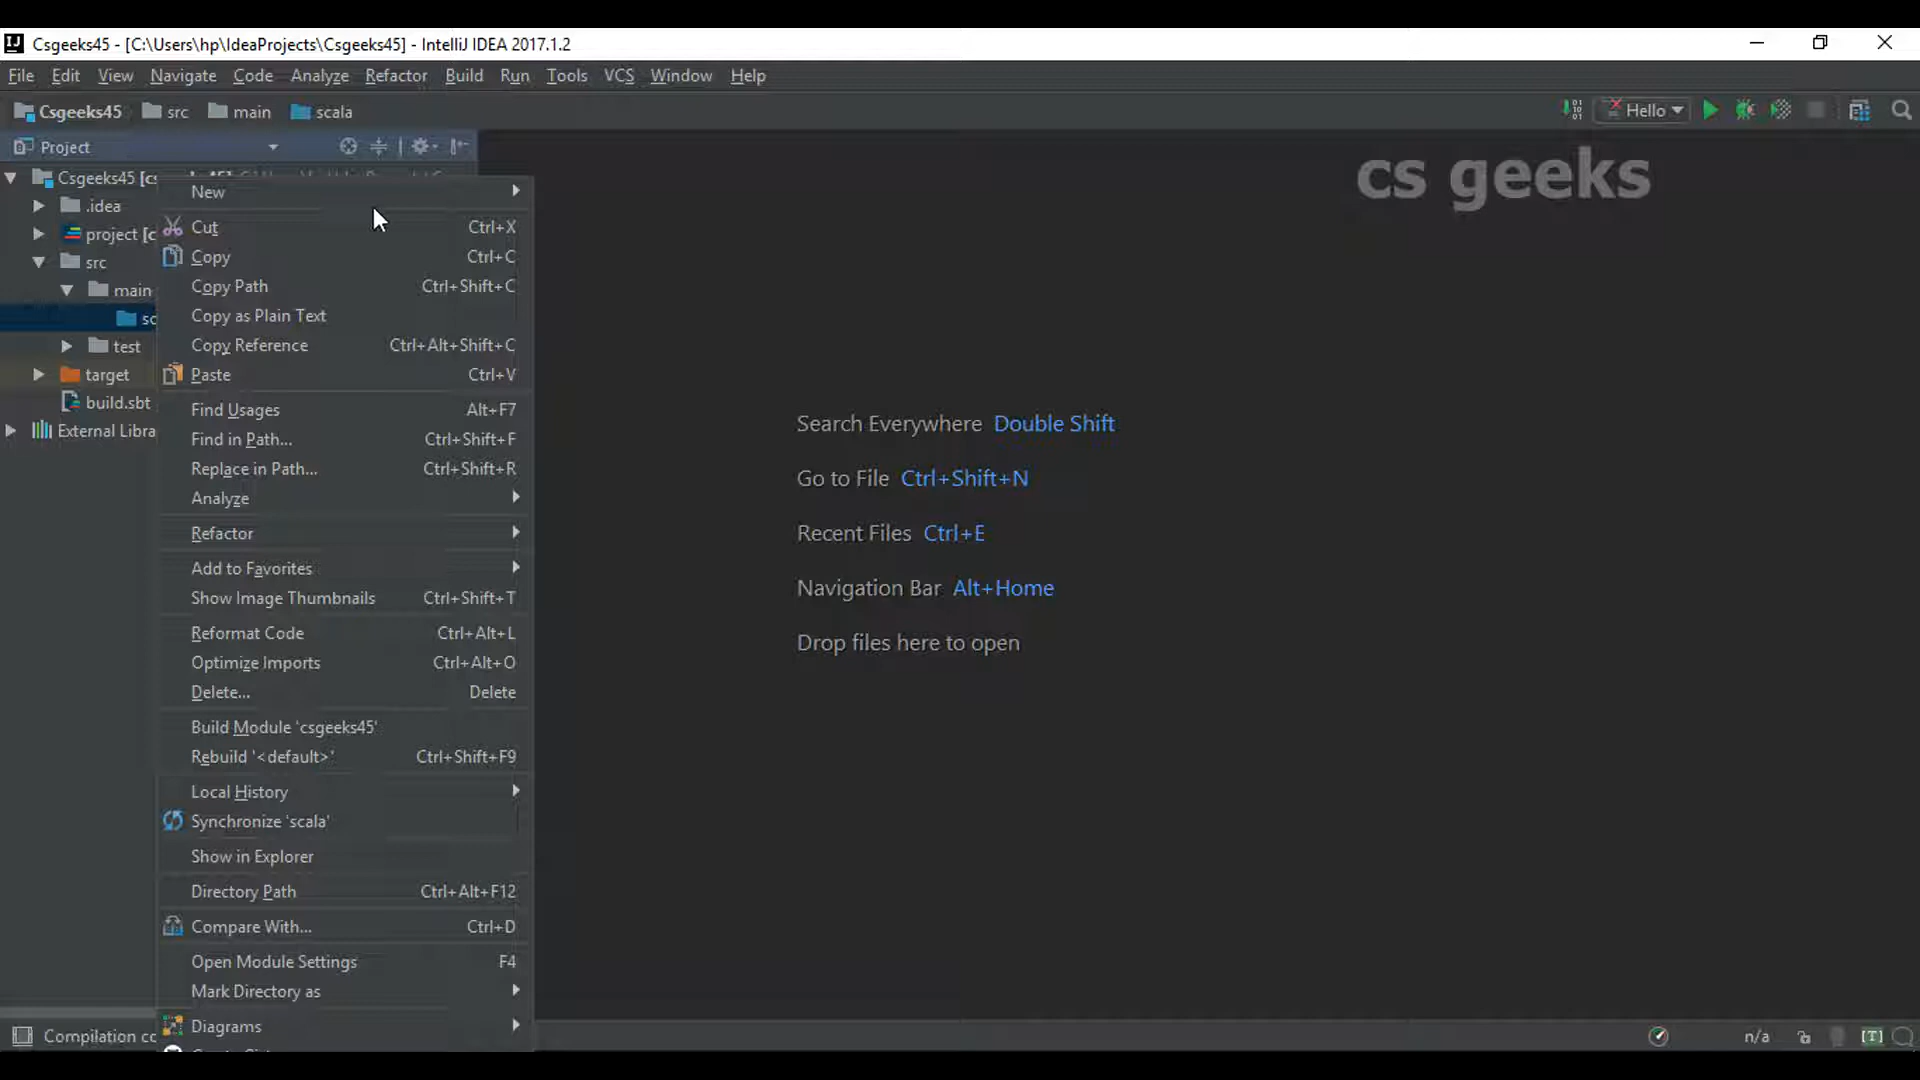 Csgeeks45 - [C:\Users\hp\IdeaProjects\Csgeeks45] - IntelliJ IDEA 2017.1.2
File Edit View Navigate Code Analyze Refactor Build Run Tools VCS Window Help
Csgeeks45 src main scala
Hello
Project
cs geeks
Csgeeks45
.idea
project
src
main
test
target
build.sbt
External
New
Cut Ctrl+X
Copy Ctrl+C
Copy Path Ctrl+Shift+C
Copy as Plain Text
Copy Reference Ctrl+Alt+Shift+C
Paste Ctrl+V
Find Usages Alt+F7
Find in Path... Ctrl+Shift+F
Replace in Path... Ctrl+Shift+R
Analyze
Refactor
Add to Favorites
Show Image Thumbnails Ctrl+Shift+T
Reformat Code Ctrl+Alt+L
Optimize Imports Ctrl+Alt+O
Delete... Delete
Build Module 'csgeeks45'
Rebuild '<default>' Ctrl+Shift+F9
Local History
Synchronize 'scala'
Show in Explorer
Directory Path Ctrl+Alt+F12
Compare With... Ctrl+D
Open Module Settings F4
Mark Directory as
Diagrams
Search Everywhere Double Shift
Go to File Ctrl+Shift+N
Recent Files Ctrl+E
Navigation Bar Alt+Home
Drop files here to open
Compilation
n/a
[T]